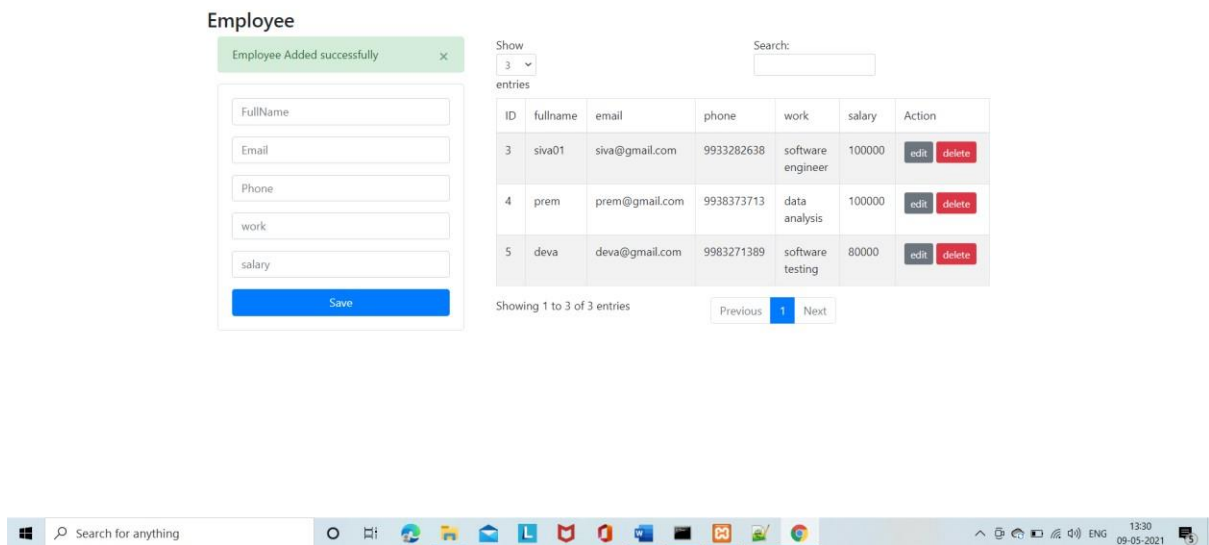 Employee
Employee Added successfully ×
FullName
Email
Phone
work
salary
Save
Show
3
entries
Search:
ID fullname email phone work salary Action
3 siva01 siva@gmail.com 9933282638 software engineer 100000 edit delete
4 prem prem@gmail.com 9938373713 data analysis 100000 edit delete
5 deva deva@gmail.com 9983271389 software testing 80000 edit delete
Showing 1 to 3 of 3 entries
Previous 1 Next
Search for anything
L
W
ENG
13:30
09-05-2021
5